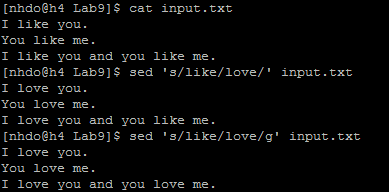 [nhdo@h4 Lab9]$ cat input.txt
I like you.
You like me.
I like you and you like me.
[nhdo@h4 Lab9]$ sed 's/like/love/' input.txt
I love you.
You love me.
I love you and you like me.
[nhdo@h4 Lab9]$ sed 's/like/love/g' input.txt
I love you.
You love me.
I love you and you love me.